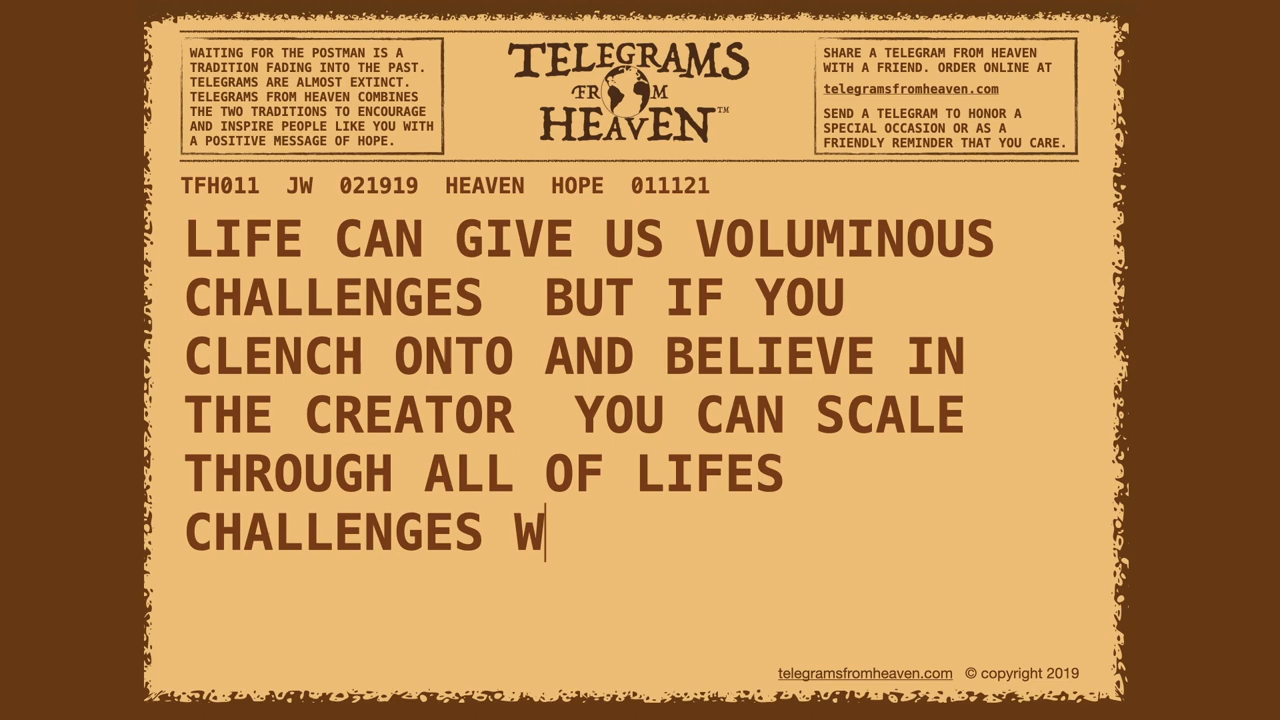 WAITING FOR THE POSTMAN IS A
TRADITION FADING INTO THE PAST.
TELEGRAMS ARE ALMOST EXTINCT.
TELEGRAMS FROM HEAVEN COMBINES
THE TWO TRADITIONS TO ENCOURAGE
AND INSPIRE PEOPLE LIKE YOU WITH
A POSITIVE MESSAGE OF HOPE.
TELEGRAMS
FROM
HEAVEN™
SHARE A TELEGRAM FROM HEAVEN
WITH A FRIEND. ORDER ONLINE AT
telegramsfromheaven.com
SEND A TELEGRAM TO HONOR A
SPECIAL OCCASION OR AS A
FRIENDLY REMINDER THAT YOU CARE.
TFH011 JW 021919 HEAVEN HOPE 011121
LIFE CAN GIVE US VOLUMINOUS
CHALLENGES BUT IF YOU
CLENCH ONTO AND BELIEVE IN
THE CREATOR YOU CAN SCALE
THROUGH ALL OF LIFES
CHALLENGES W
telegramsfromheaven.com © copyright 2019